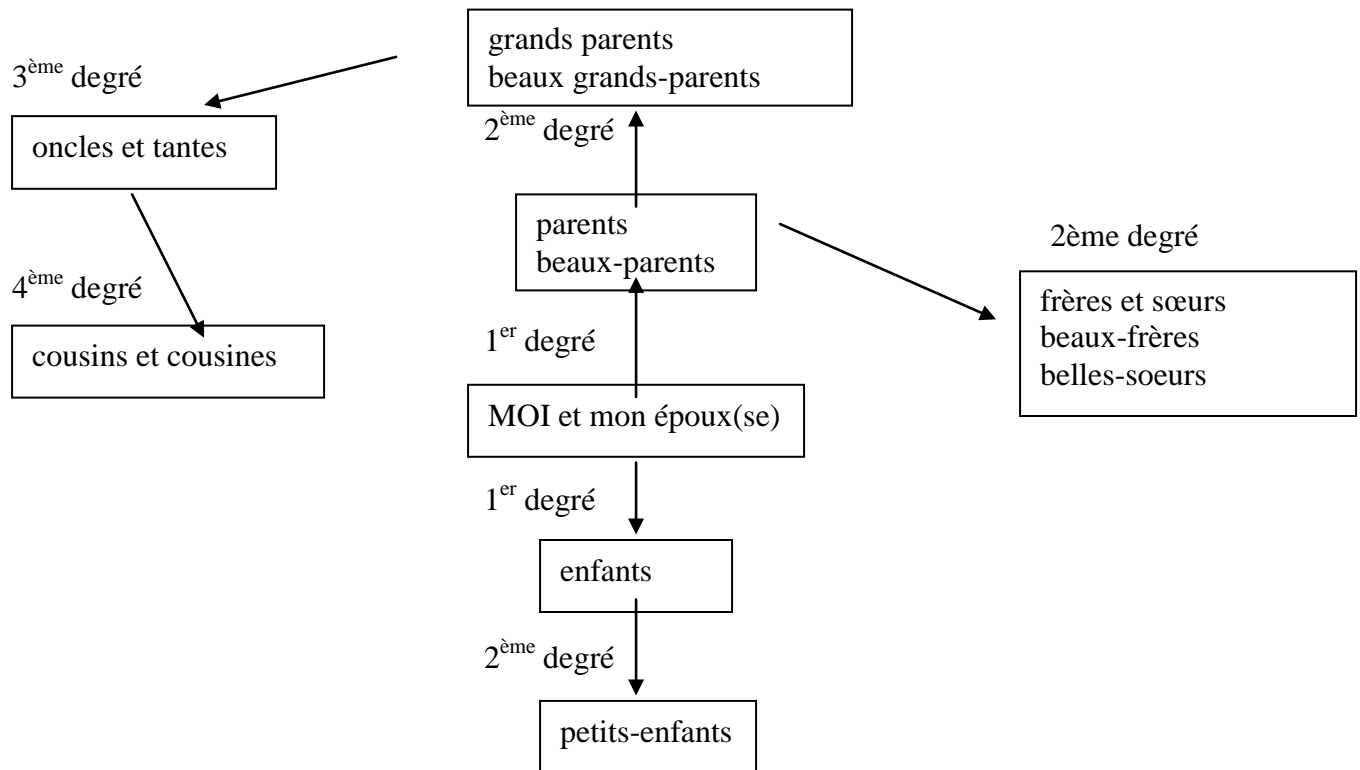 grands parents
beaux grands-parents
3ème degré
oncles et tantes
2ème degré
parents
beaux-parents
2ème degré
frères et sœurs
beaux-frères
belles-soeurs
4ème degré
cousins et cousines
1er degré
MOI et mon époux(se)
1er degré
enfants
2ème degré
petits-enfants